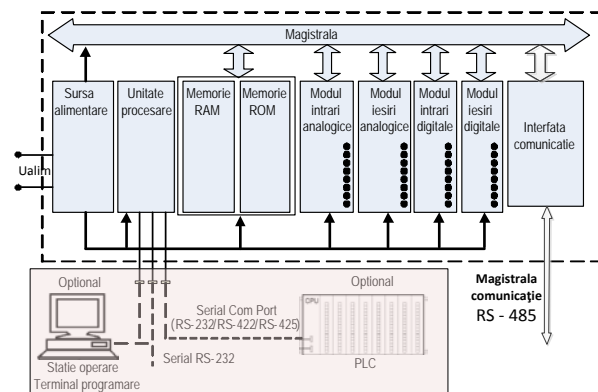 Magistrala
Sursa
alimentare
Unitate
procesare
Memorie
RAM
Memorie
ROM
Modul
intrari
analogice
Modul
iesiri
analogice
Modul
intrari
digitale
Modul
iesiri
digitale
Interfata
comunicatie
Ualim
Optional
Optional
Serial Com Port
(RS-232/RS-422/RS-425)
CPU
Serial RS-232
PLC
Statie operare
Terminal programare
Magistrala
comunicaţie
RS - 485